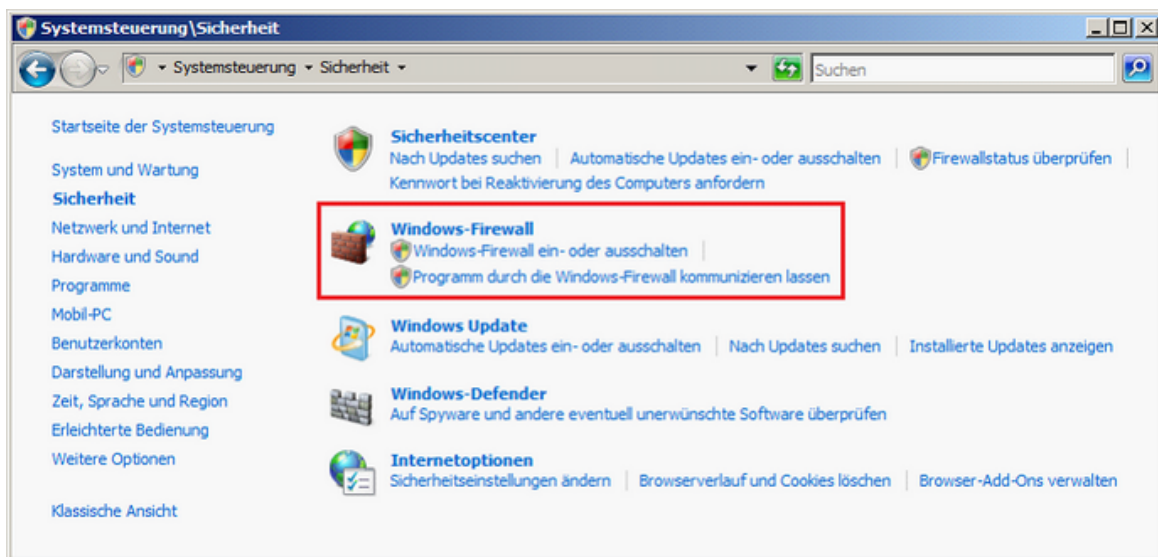 Systemsteuerung\Sicherheit
Systemsteuerung Sicherheit Suchen
Startseite der Systemsteuerung
System und Wartung
Sicherheit
Netzwerk und Internet
Hardware und Sound
Programme
Mobil-PC
Benutzerkonten
Darstellung und Anpassung
Zeit, Sprache und Region
Erleichterte Bedienung
Weitere Optionen
Klassische Ansicht
Sicherheitscenter
Nach Updates suchen Automatische Updates ein- oder ausschalten Firewallstatus überprüfen
Kennwort bei Reaktivierung des Computers anfordern
Windows-Firewall
Windows-Firewall ein- oder ausschalten
Programm durch die Windows-Firewall kommunizieren lassen
Windows Update
Automatische Updates ein- oder ausschalten Nach Updates suchen Installierte Updates anzeigen
Windows-Defender
Auf Spyware und andere eventuell unerwünschte Software überprüfen
Internetoptionen
Sicherheitseinstellungen ändern Browserverlauf und Cookies löschen Browser-Add-Ons verwalten